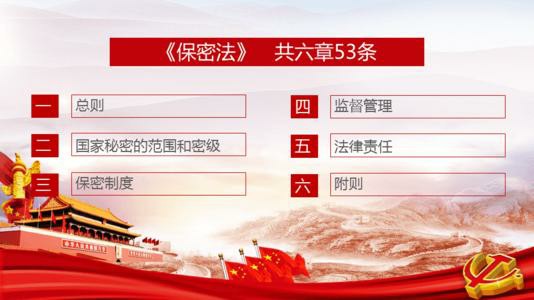 《保密法》 共六章53条
一 总则
二 国家秘密的范围和密级
三 保密制度
四 监督管理
五 法律责任
六 附则